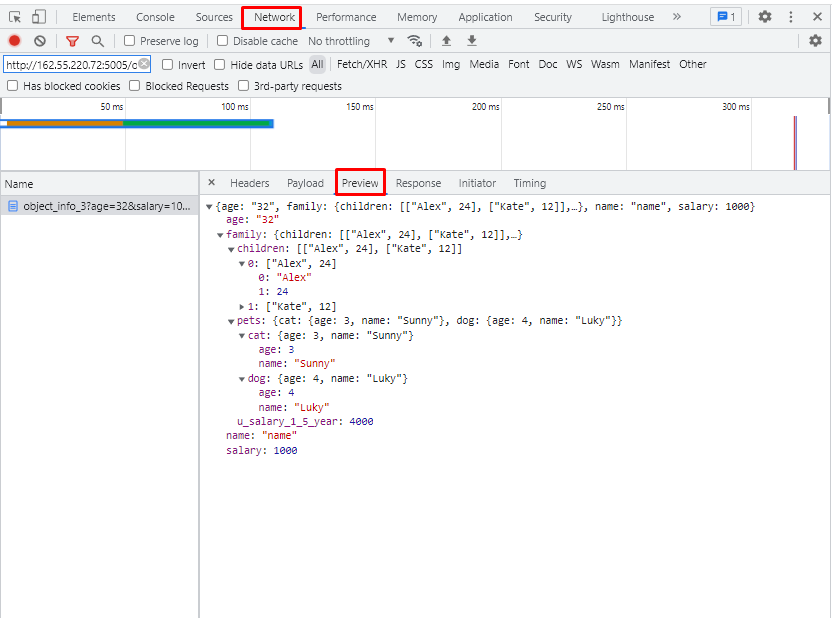 Elements Console Sources Network Performance Memory Application Security Lighthouse » 1
Preserve log Disable cache No throttling
http://162.55.220.72:5005/o Invert Hide data URLs All Fetch/XHR JS CSS Img Media Font Doc WS Wasm Manifest Other
Has blocked cookies Blocked Requests 3rd-party requests
50 ms 100 ms 150 ms 200 ms 250 ms 300 ms
Name
object_info_3?age=32&salary=10...
× Headers Payload Preview Response Initiator Timing
{age: "32", family: {children: [["Alex", 24], ["Kate", 12]],…}, name: "name", salary: 1000}
age: "32"
family: {children: [["Alex", 24], ["Kate", 12]],…}
children: [["Alex", 24], ["Kate", 12]]
0: ["Alex", 24]
0: "Alex"
1: 24
1: ["Kate", 12]
pets: {cat: {age: 3, name: "Sunny"}, dog: {age: 4, name: "Luky"}}
cat: {age: 3, name: "Sunny"}
age: 3
name: "Sunny"
dog: {age: 4, name: "Luky"}
age: 4
name: "Luky"
u_salary_1_5_year: 4000
name: "name"
salary: 1000